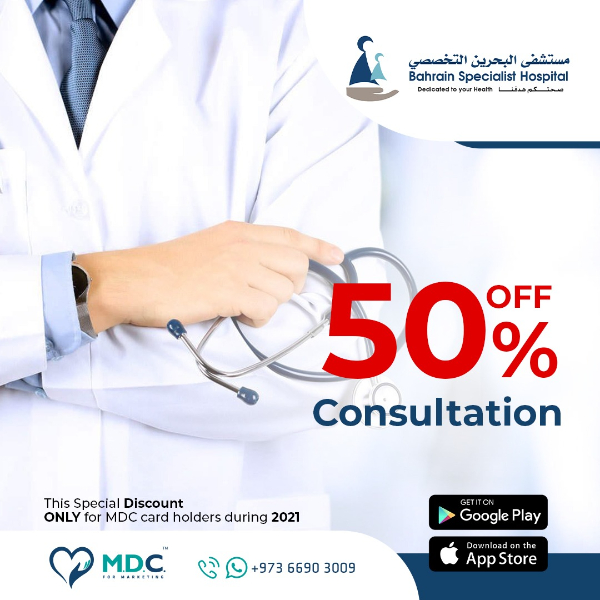 مستشفى البحرين التخصصي
Bahrain Specialist Hospital
Dedicated to your Health صحتكم هدفنا
50% OFF
Consultation
This Special Discount
ONLY for MDC card holders during 2021
GET IT ON
Google Play
Download on the
App Store
M.D.C. TM
FOR MARKETING
+973 6690 3009